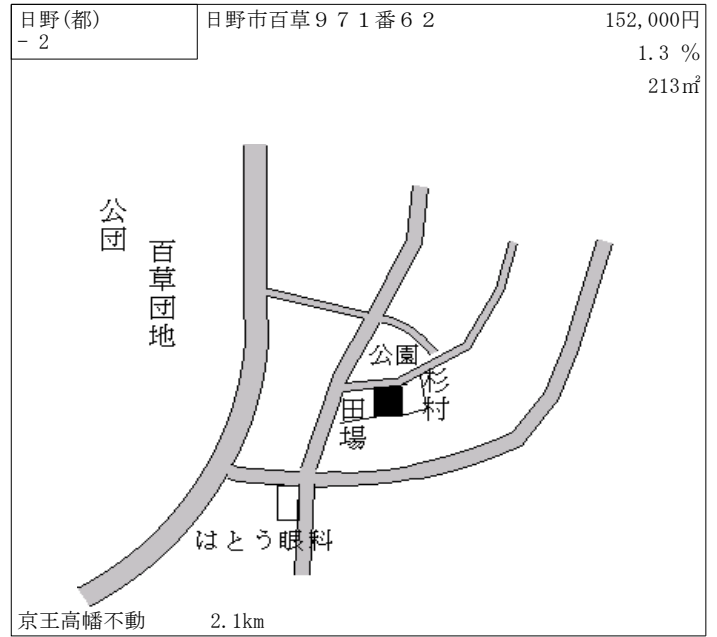 日野(都)
- 2
日野市百草９７１番６２
152,000円
1.3 %
213㎡
公団
百草団地
公園
杉村
田場
はとう眼科
京王高幡不動
2.1km